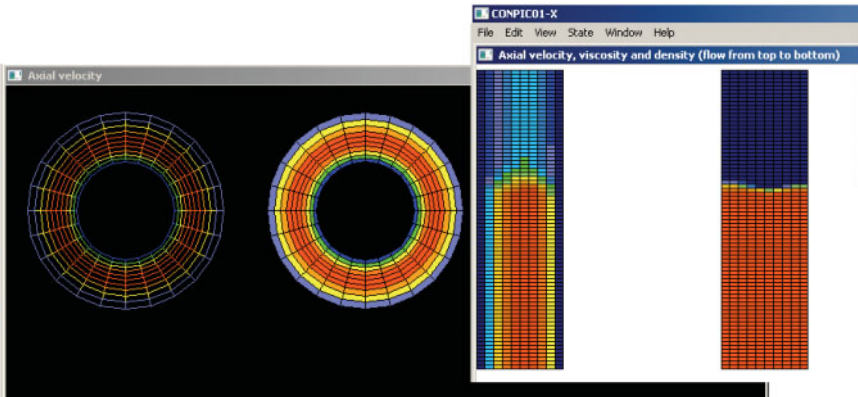 CONPIC01-X
File Edit View State Window Help
Axial velocity, viscosity and density (flow from top to bottom)
Axial velocity